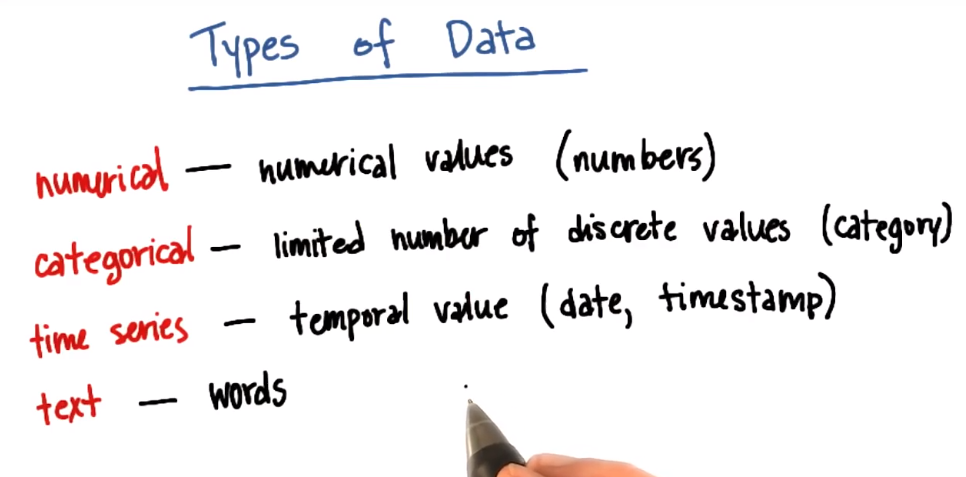 Types of Data
numerical — numerical values (numbers)
categorical — limited number of discrete values (category)
time series — temporal value (date, timestamp)
text — words